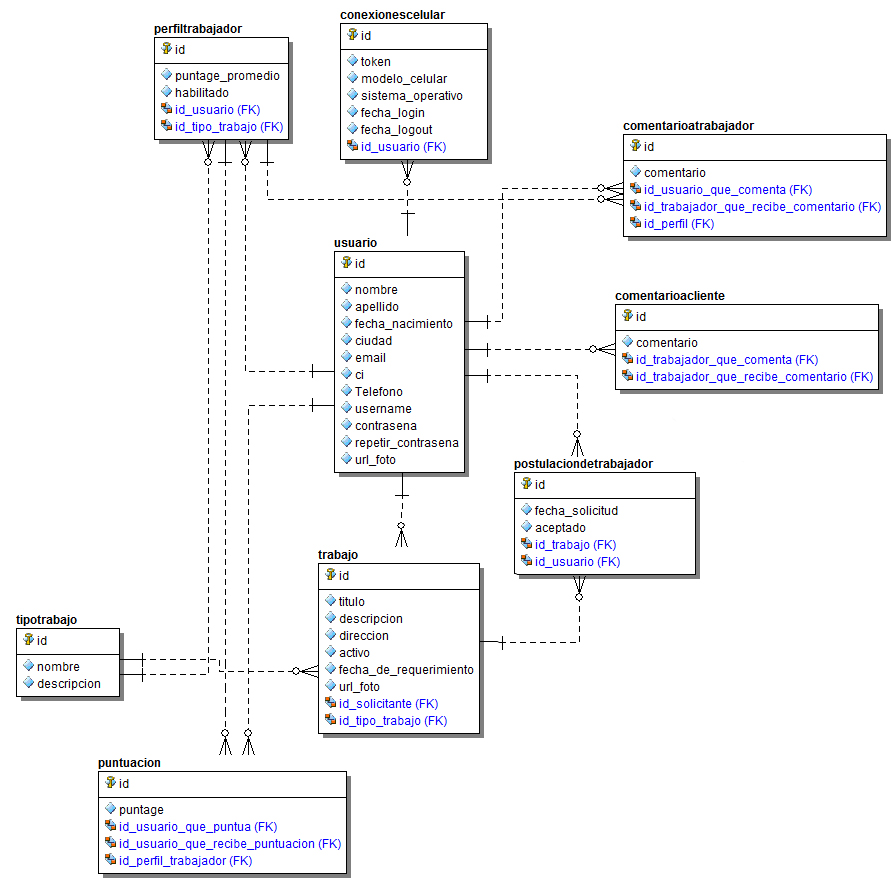 conexionescelular
id
token
modelo_celular
sistema_operativo
fecha_login
fecha_logout
id_usuario (FK)
perfiltrabajador
id
puntage_promedio
habilitado
id_usuario (FK)
id_tipo_trabajo (FK)
comentarioatrabajador
id
comentario
id_usuario_que_comenta (FK)
id_trabajador_que_recibe_comentario (FK)
id_perfil (FK)
usuario
id
nombre
apellido
fecha_nacimiento
ciudad
email
ci
Telefono
username
contrasena
repetir_contrasena
url_foto
comentarioacliente
id
comentario
id_trabajador_que_comenta (FK)
id_trabajador_que_recibe_comentario (FK)
postulaciondetrabajador
id
fecha_solicitud
aceptado
id_trabajo (FK)
id_usuario (FK)
trabajo
id
titulo
descripcion
direccion
activo
fecha_de_requerimiento
url_foto
id_solicitante (FK)
id_tipo_trabajo (FK)
tipotrabajo
id
nombre
descripcion
puntuacion
id
puntage
id_usuario_que_puntua (FK)
id_usuario_que_recibe_puntuacion (FK)
id_perfil_trabajador (FK)